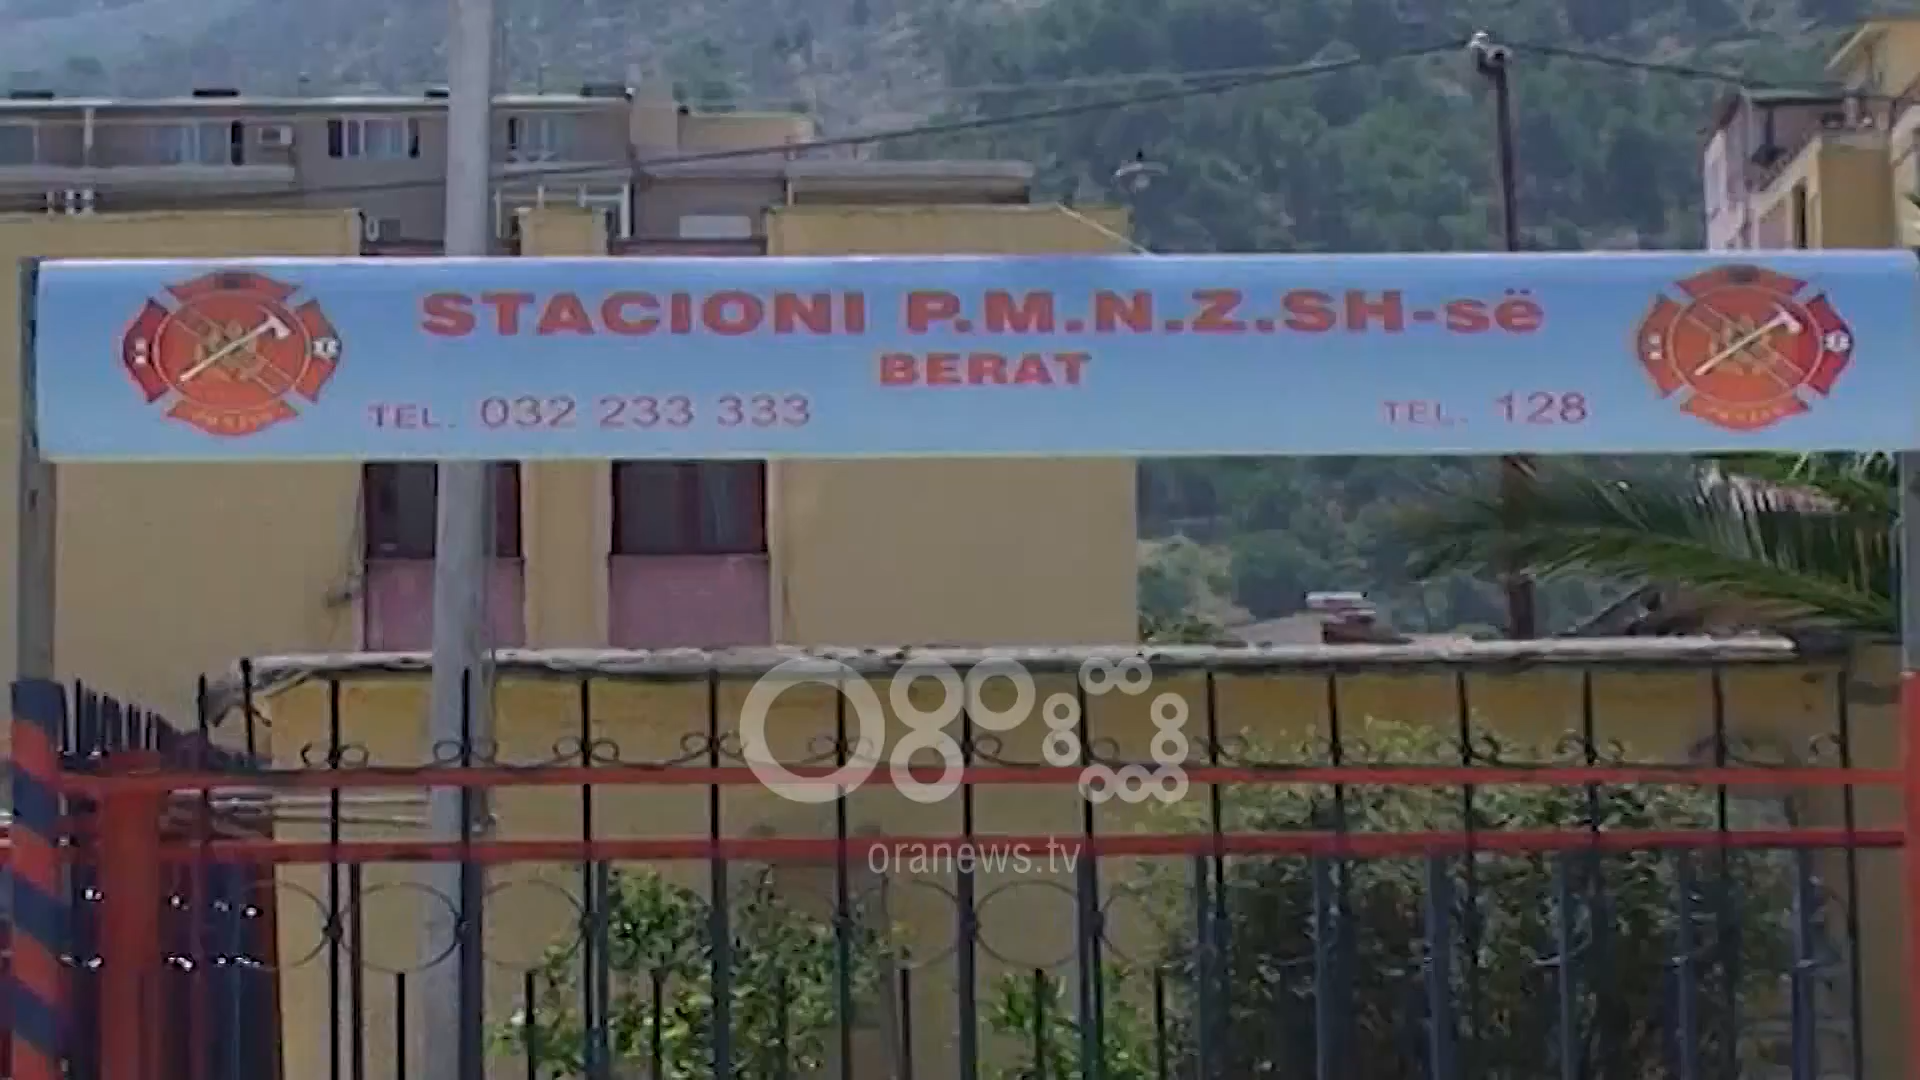 STACIONI P.M.N.Z.SH-së
BERAT
TEL. 032 233 333
TEL. 128
oranews.tv